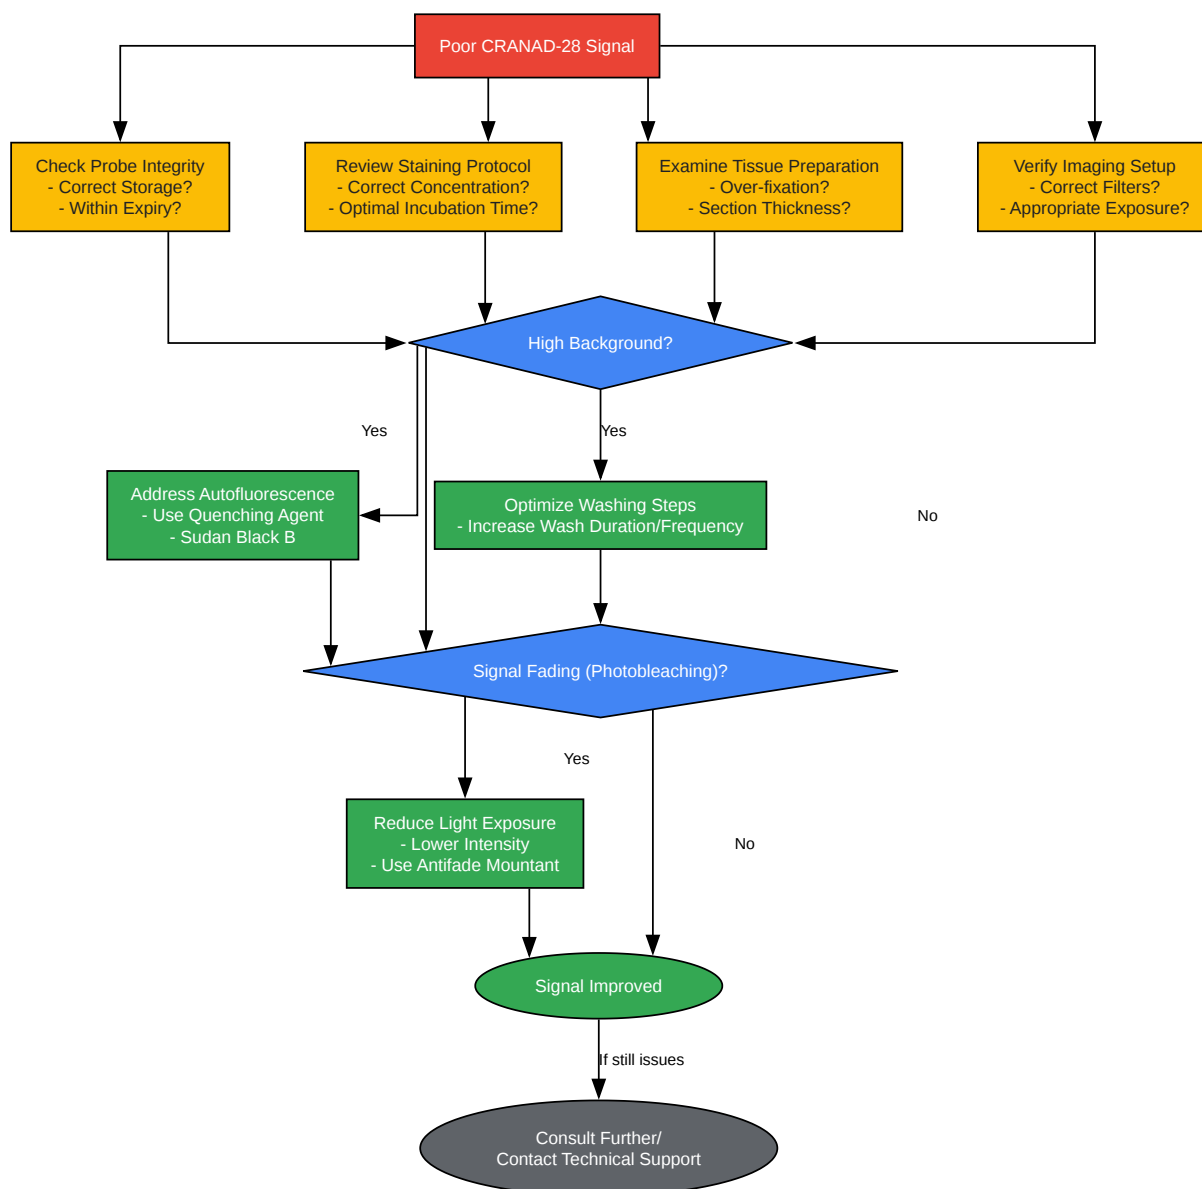 Poor CRANAD-28 Signal
Check Probe Integrity
- Correct Storage?
- Within Expiry?
Review Staining Protocol
- Correct Concentration?
- Optimal Incubation Time?
Examine Tissue Preparation
- Over-fixation?
- Section Thickness?
Verify Imaging Setup
- Correct Filters?
- Appropriate Exposure?
High Background?
Yes
Yes
Address Autofluorescence
- Use Quenching Agent
- Sudan Black B
Optimize Washing Steps
- Increase Wash Duration/Frequency
No
Signal Fading (Photobleaching)?
Yes
Reduce Light Exposure
- Lower Intensity
- Use Antifade Mountant
No
Signal Improved
If still issues
Consult Further/
Contact Technical Support